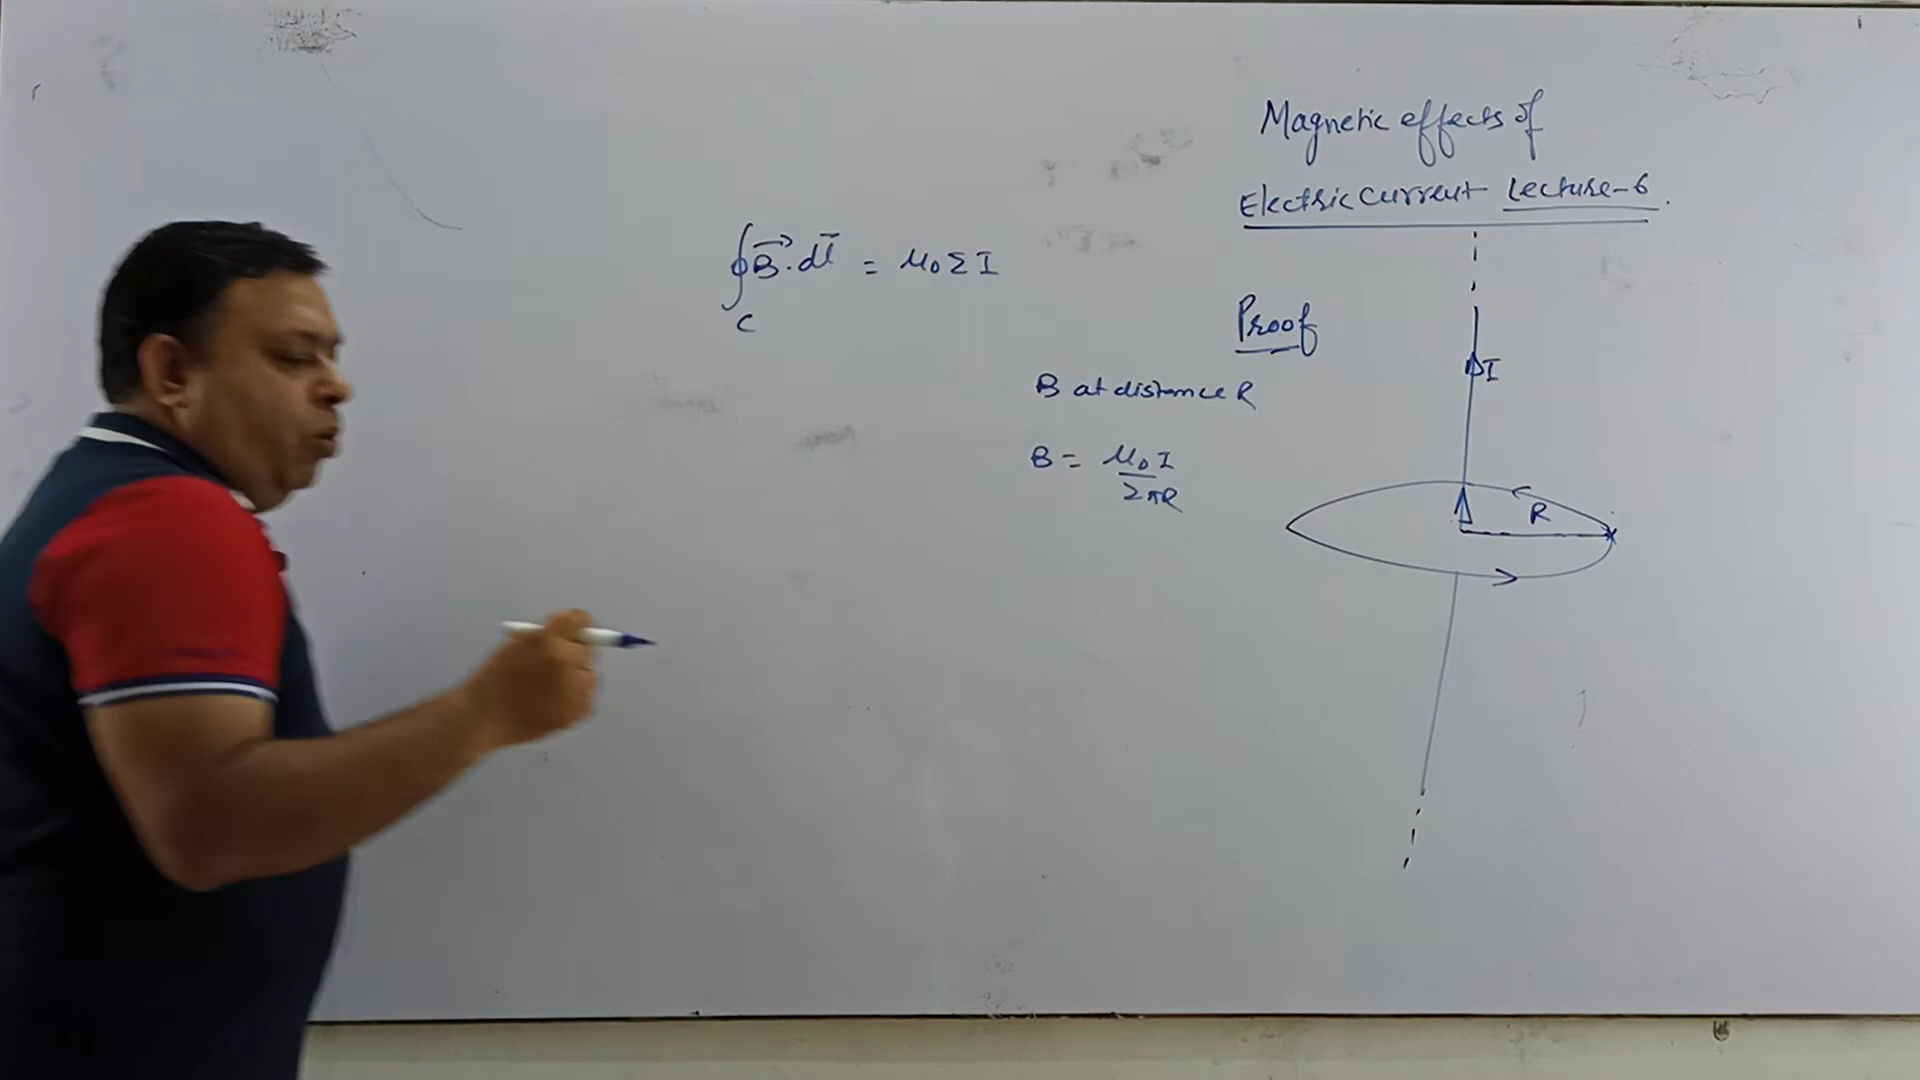 Magnetic effects of
Electric Current Lecture-6.
∮B⃗.dl⃗ = μ₀ΣI
C
Proof
I
B at distance R
B = μ₀I
2πR
R